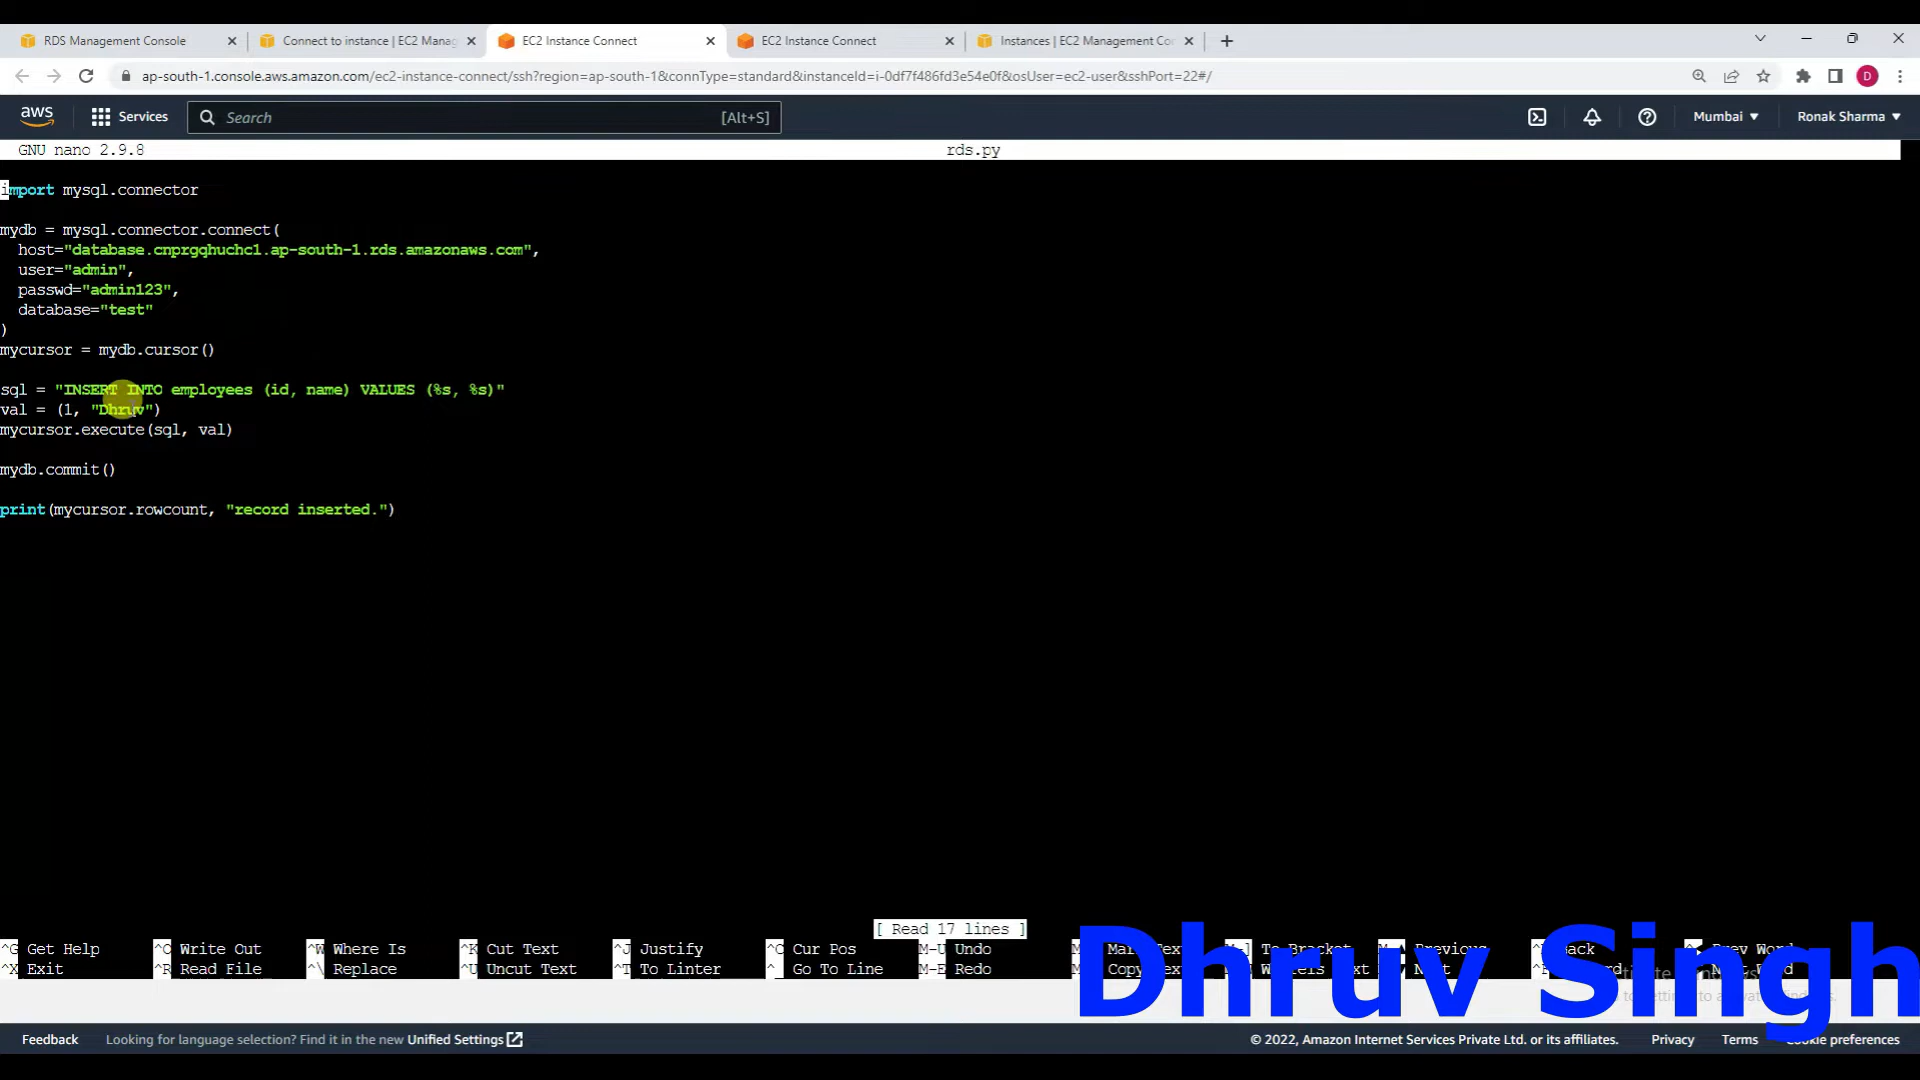 RDS Management Console
Connect to instance | EC2 Manag
EC2 Instance Connect
EC2 Instance Connect
Instances | EC2 Management Con
ap-south-1.console.aws.amazon.com/ec2-instance-connect/ssh?region=ap-south-1&connType=standard&instanceId=i-0df7f486fd3e54e0f&osUser=ec2-user&sshPort=22#/
D
aws Services Search [Alt+S] Mumbai Ronak Sharma
GNU nano 2.9.8 rds.py
import mysql.connector
mydb = mysql.connector.connect(
host="database.cnprgqhuchc1.ap-south-1.rds.amazonaws.com",
user="admin",
passwd="admin123",
database="test"
)
mycursor = mydb.cursor()
sql = "INSERT INTO employees (id, name) VALUES (%s, %s)"
val = (1, "Dhruv")
mycursor.execute(sql, val)
mydb.commit()
print(mycursor.rowcount, "record inserted.")
[ Read 17 lines ]
^G Get Help ^O Write Out ^W Where Is ^K Cut Text ^J Justify ^C Cur Pos M-U Undo
^X Exit ^R Read File ^\ Replace ^U Uncut Text ^T To Linter ^_ Go To Line M-E Redo
Dhruv Singh
Feedback Looking for language selection? Find it in the new Unified Settings © 2022, Amazon Internet Services Private Ltd. or its affiliates. Privacy Terms Cookie preferences